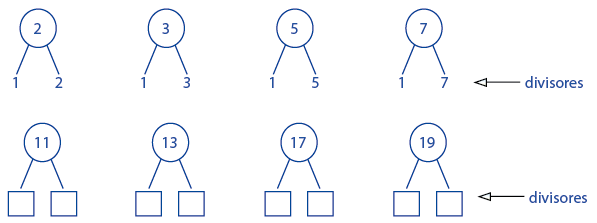 2 3 5 7
1 2 1 3 1 5 1 7 divisores
11 13 17 19
divisores